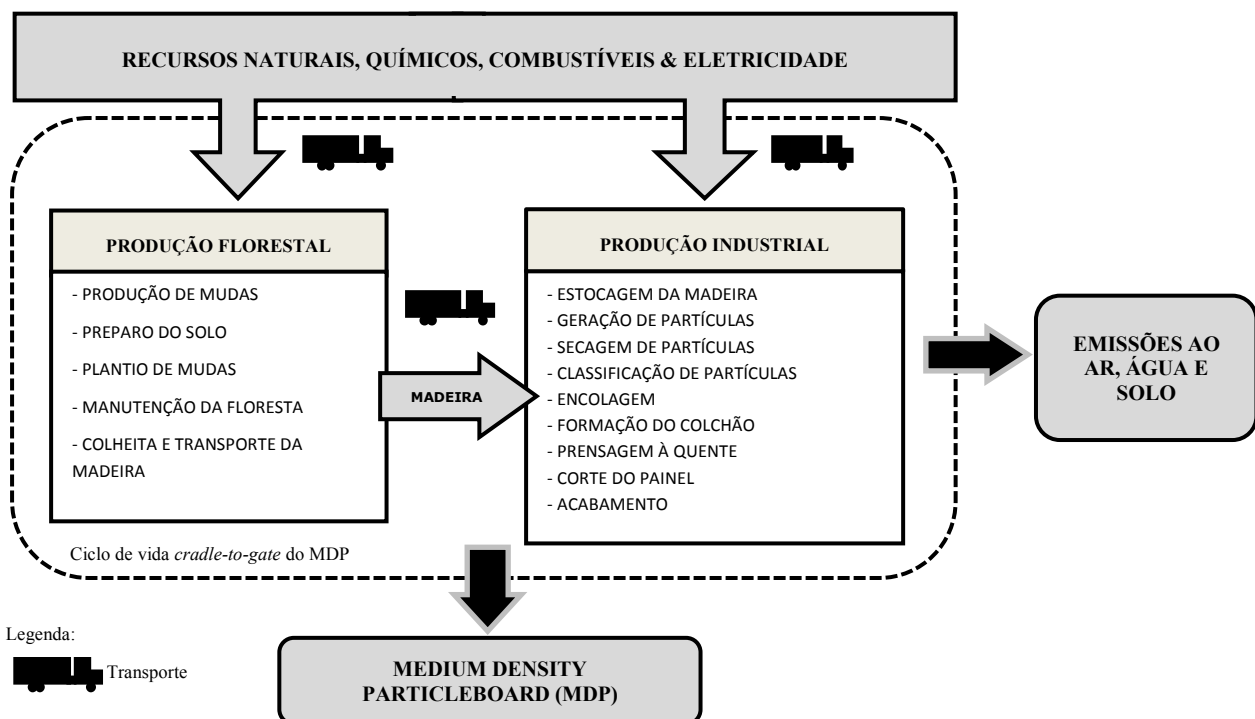 RECURSOS NATURAIS, QUÍMICOS, COMBUSTÍVEIS & ELETRICIDADE
PRODUÇÃO FLORESTAL
- PRODUÇÃO DE MUDAS
- PREPARO DO SOLO
- PLANTIO DE MUDAS
- MANUTENÇÃO DA FLORESTA
- COLHEITA E TRANSPORTE DA
MADEIRA
MADEIRA
PRODUÇÃO INDUSTRIAL
- ESTOCAGEM DA MADEIRA
- GERAÇÃO DE PARTÍCULAS
- SECAGEM DE PARTÍCULAS
- CLASSIFICAÇÃO DE PARTÍCULAS
- ENCOLAGEM
- FORMAÇÃO DO COLCHÃO
- PRENSAGEM À QUENTE
- CORTE DO PAINEL
- ACABAMENTO
EMISSÕES AO
AR, ÁGUA E
SOLO
Ciclo de vida cradle-to-gate do MDP
Legenda:
Transporte
MEDIUM DENSITY
PARTICLEBOARD (MDP)